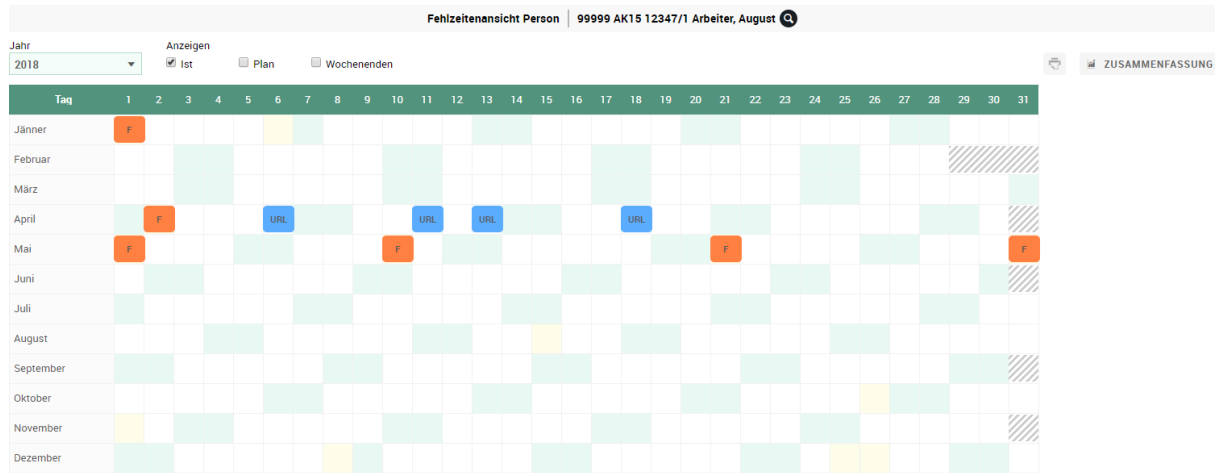 Fehlzeitenansicht Person 99999 AK15 12347/1 Arbeiter, August
Jahr Anzeigen
2018 Ist Plan Wochenenden ZUSAMMENFASSUNG
Tag 1 2 3 4 5 6 7 8 9 10 11 12 13 14 15 16 17 18 19 20 21 22 23 24 25 26 27 28 29 30 31
Jänner F
Februar
März
April F URL URL URL URL
Mai F F F F
Juni
Juli
August
September
Oktober
November
Dezember